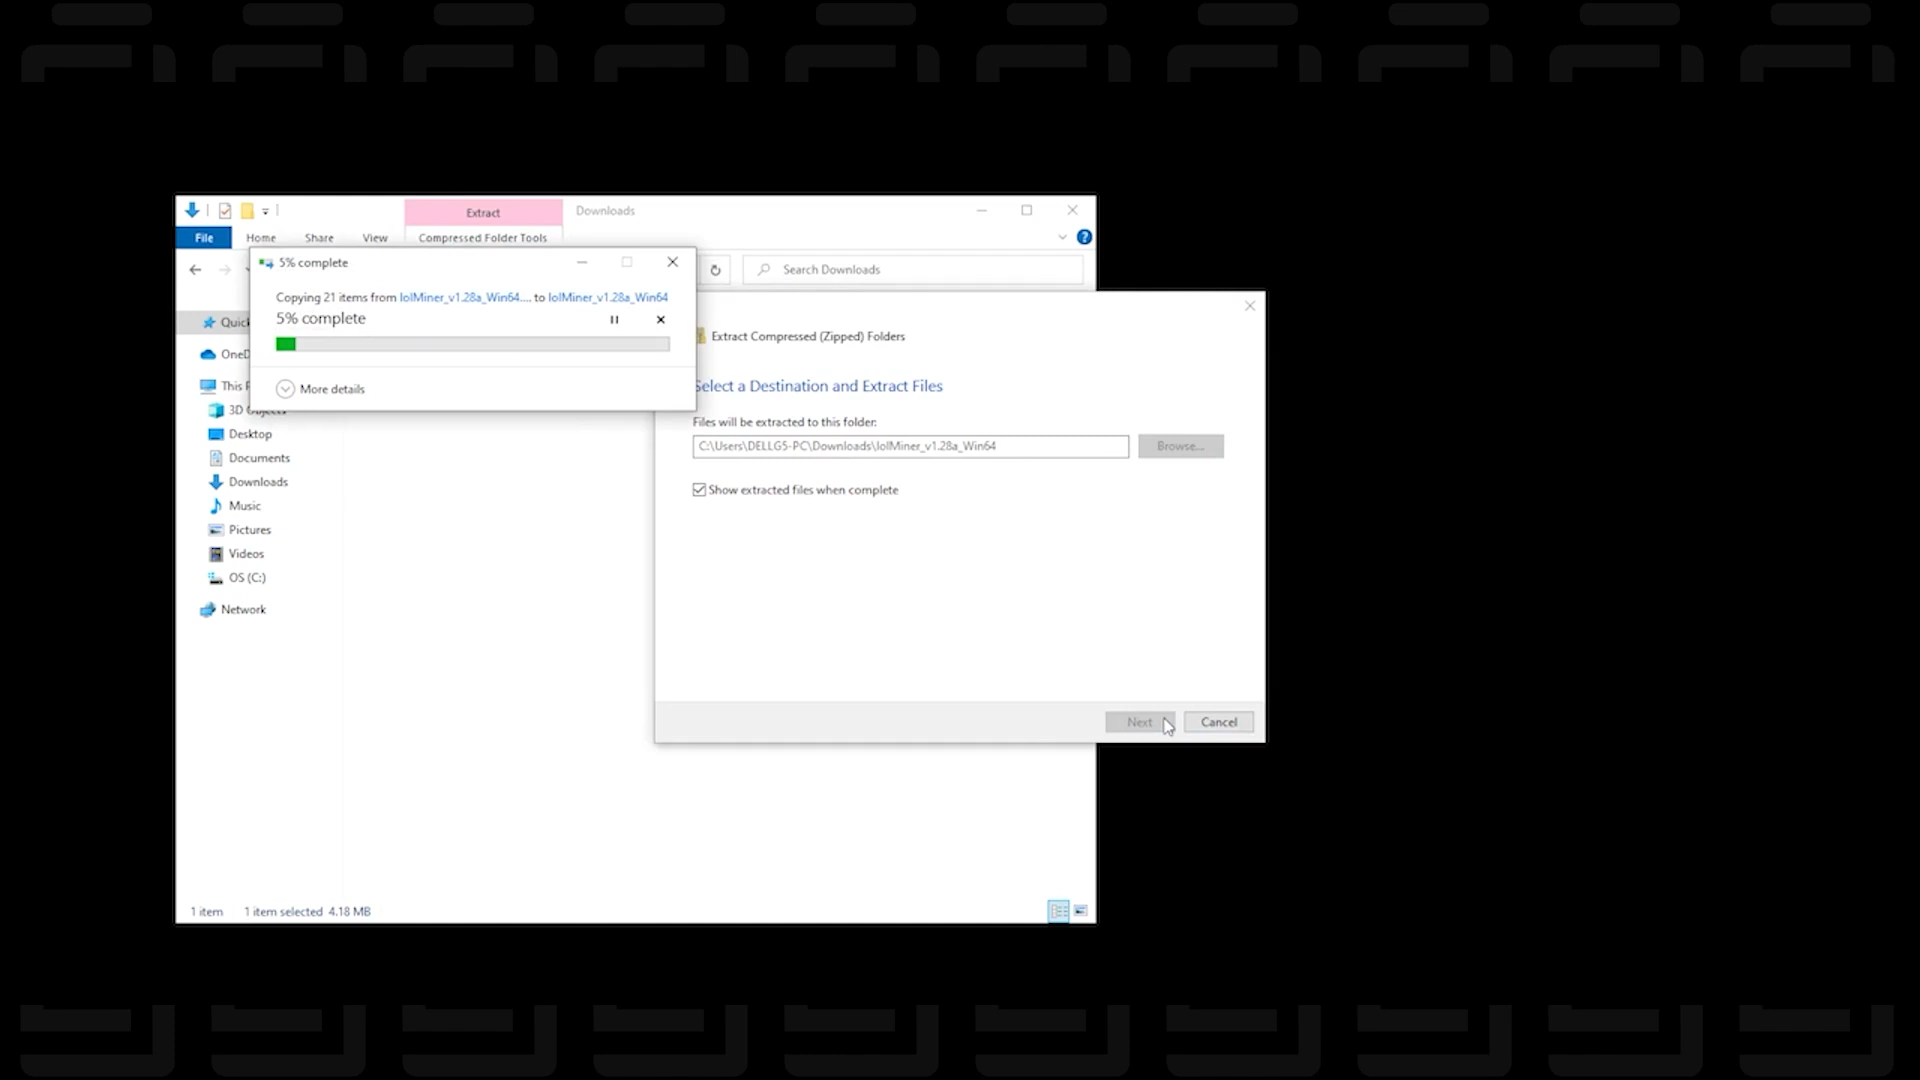 Extract
Downloads
File
Home
Share
View
Compressed Folder Tools
5% complete
Search Downloads
Copying 21 items from lolMiner_v1.28a_Win64.... to lolMiner_v1.28a_Win64
5% complete
More details
Quick
OneD
This P
3D Objects
Desktop
Documents
Downloads
Music
Pictures
Videos
OS (C:)
Network
Extract Compressed (Zipped) Folders
Select a Destination and Extract Files
Files will be extracted to this folder:
C:\Users\DELLG5-PC\Downloads\lolMiner_v1.28a_Win64
Browse...
Show extracted files when complete
Next
Cancel
1 item
1 item selected 4.18 MB